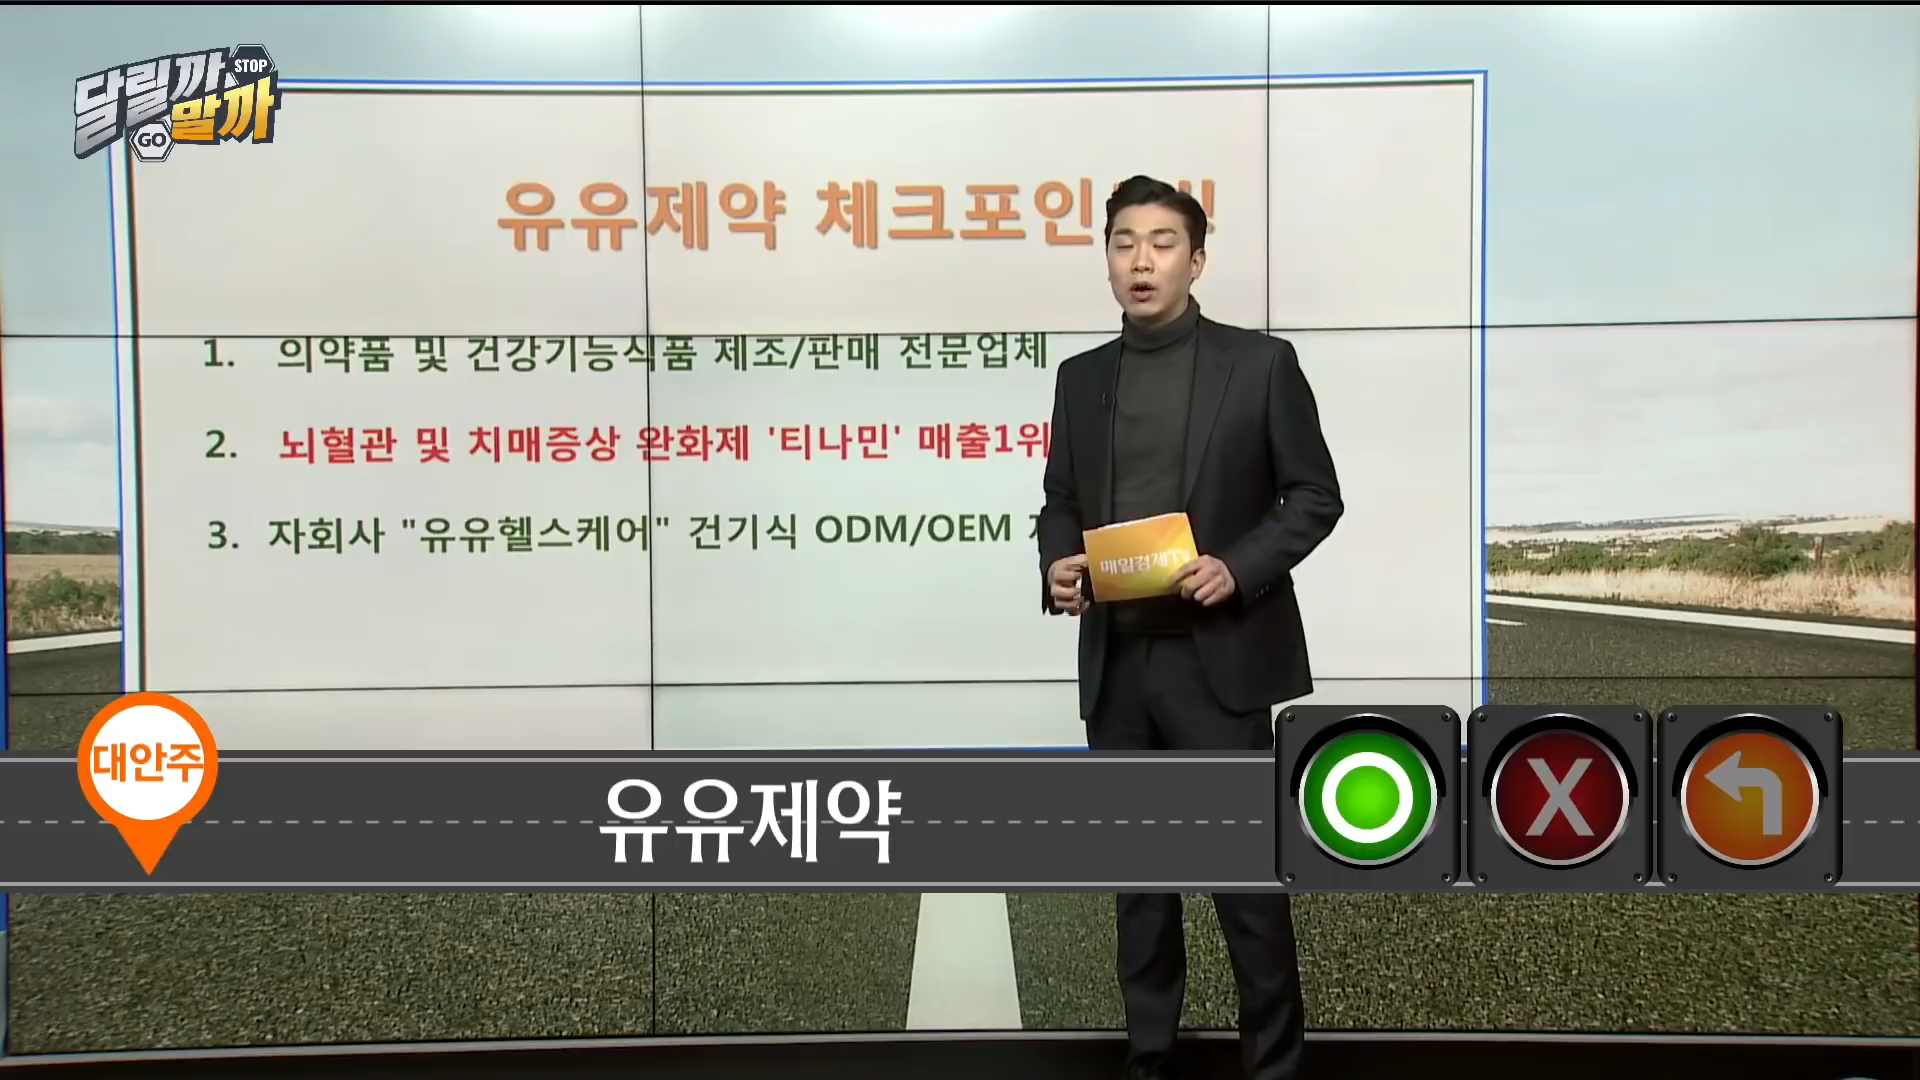 달릴까 STOP
GO 말까
유유제약 체크포인
1. 의약품 및 건강기능식품 제조/판매 전문업체
2. 뇌혈관 및 치매증상 완화제 '티나민' 매출1위
3. 자회사 "유유헬스케어" 건기식 ODM/OEM
매일경제TV
대안주
유유제약
O X